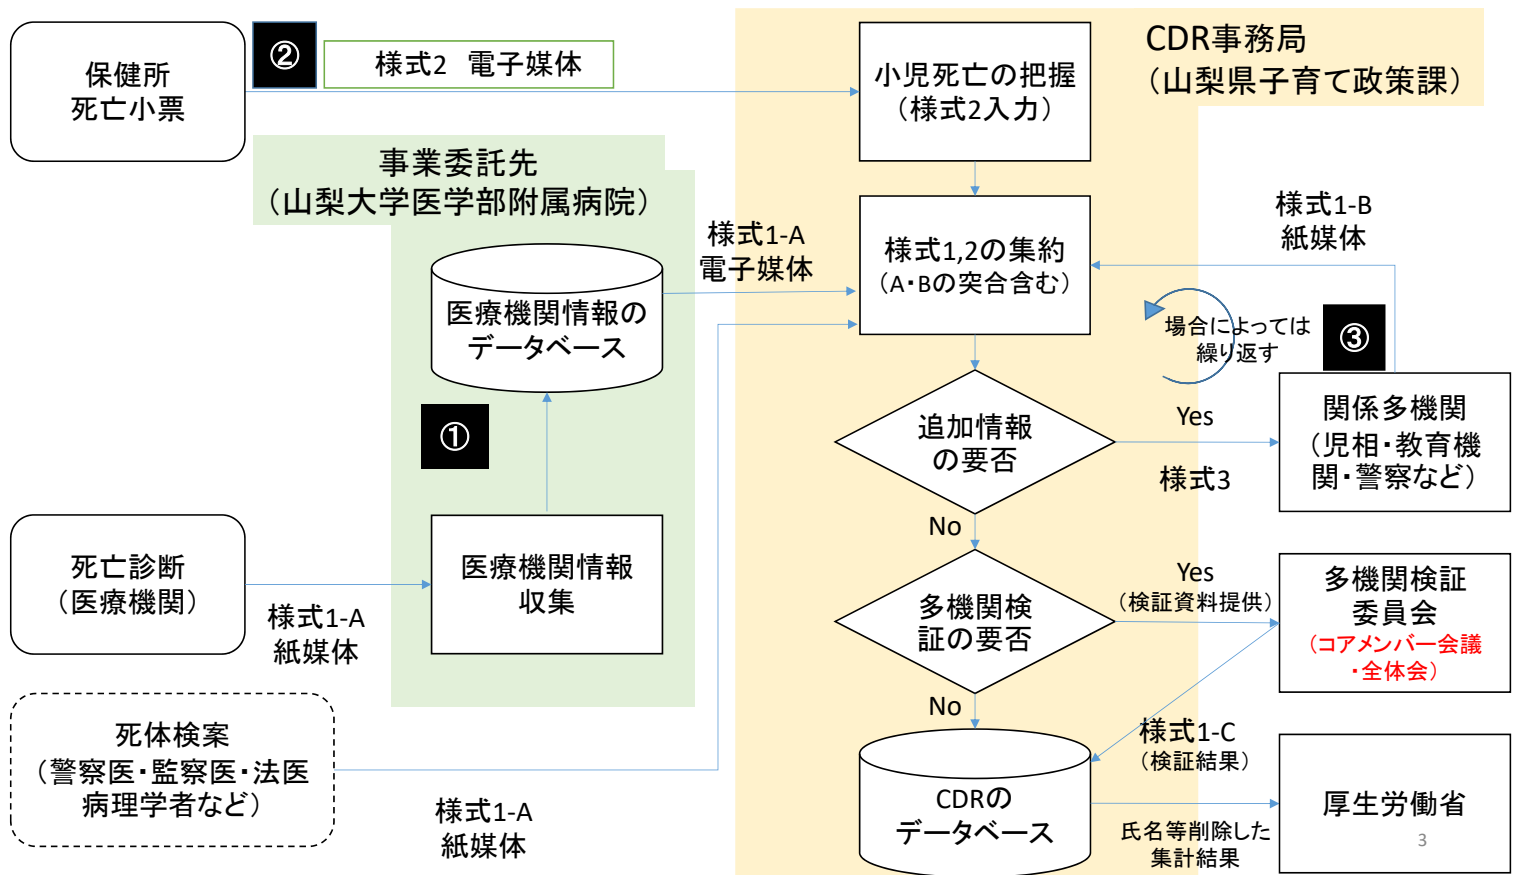 保健所
死亡小票
②
様式2 電子媒体
小児死亡の把握
（様式2入力）
CDR事務局
（山梨県子育て政策課）
事業委託先
（山梨大学医学部附属病院）
様式1-A
電子媒体
様式1,2の集約
（A・Bの突合含む）
様式1-B
紙媒体
医療機関情報の
データベース
場合によっては
繰り返す
③
①
追加情報
の要否
Yes
様式3
関係多機関
（児相・教育機
関・警察など）
No
死亡診断
（医療機関）
様式1-A
紙媒体
医療機関情報
収集
多機関検
証の要否
Yes
（検証資料提供）
多機関検証
委員会
（コアメンバー会議
・全体会）
No
死体検案
（警察医・監察医・法医
病理学者など）
様式1-A
紙媒体
様式1-C
（検証結果）
CDRの
データベース
氏名等削除した
集計結果
厚生労働省
3